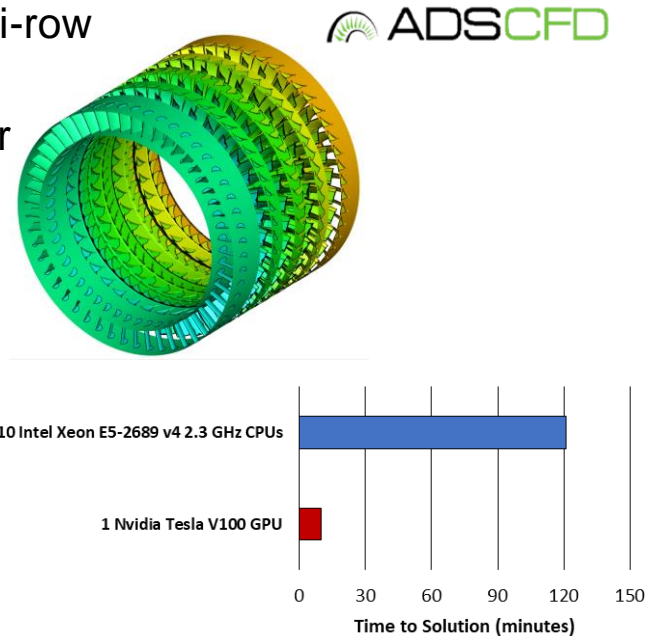 i-row
ADSCFD
r
10 Intel Xeon E5-2689 v4 2.3 GHz CPUs
1 Nvidia Tesla V100 GPU
0 30 60 90 120 150
Time to Solution (minutes)